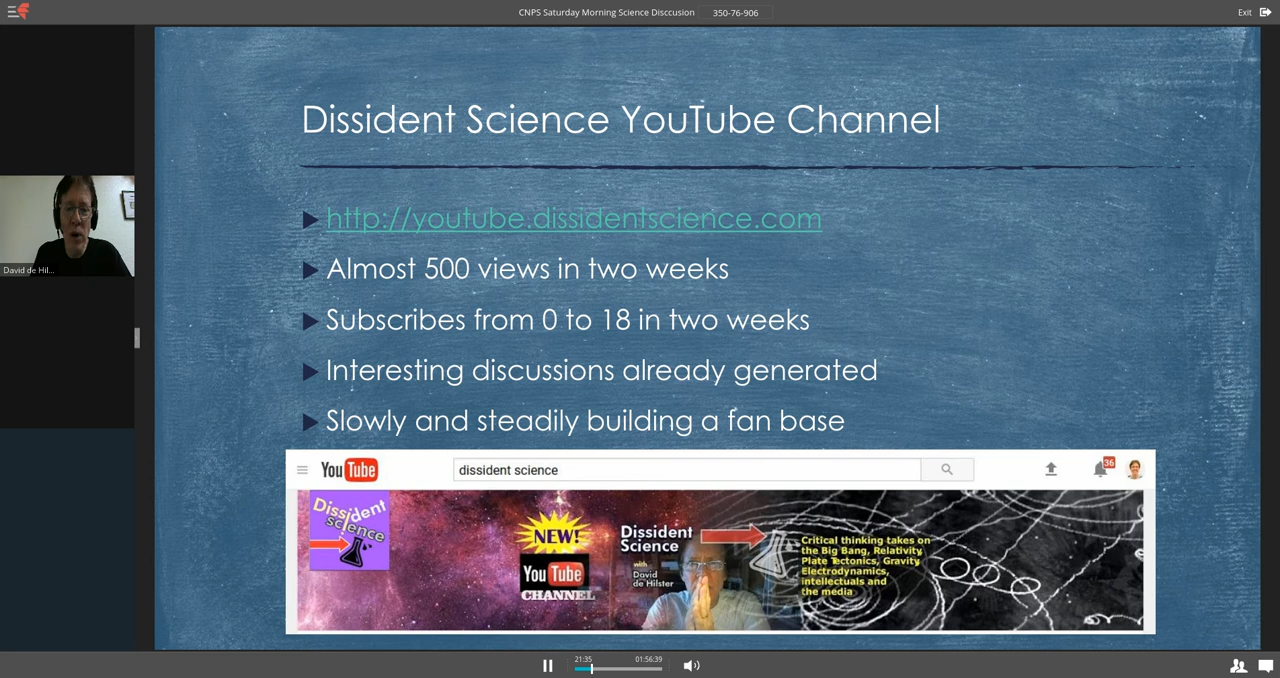 CNPS Saturday Morning Science Disccusion 350-76-906
Exit
Dissident Science YouTube Channel
http://youtube.dissidentscience.com
Almost 500 views in two weeks
Subscribes from 0 to 18 in two weeks
Interesting discussions already generated
Slowly and steadily building a fan base
David de Hil...
YouTube
dissident science
36
Dissident
science
NEW!
YouTube
CHANNEL
Dissident
Science
with
David
de Hilster
Critical thinking takes on
the Big Bang, Relativity,
Plate Tectonics, Gravity
Electrodynamics,
intellectuals and
the media
21:35
01:56:39